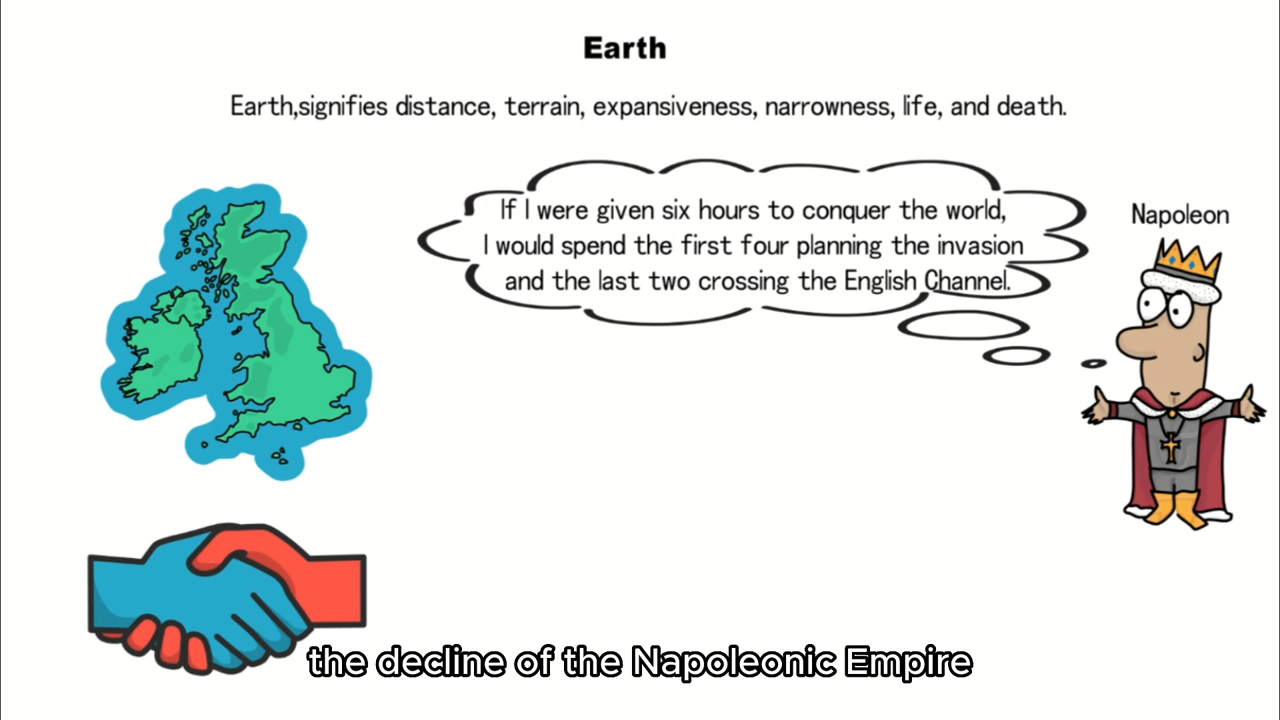 Earth
Earth,signifies distance, terrain, expansiveness, narrowness, life, and death.
If I were given six hours to conquer the world,
I would spend the first four planning the invasion
and the last two crossing the English Channel.
Napoleon
the decline of the Napoleonic Empire